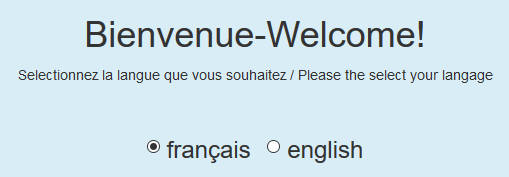 Bienvenue-Welcome!
Selectionnez la langue que vous souhaitez / Please the select your langage
français english